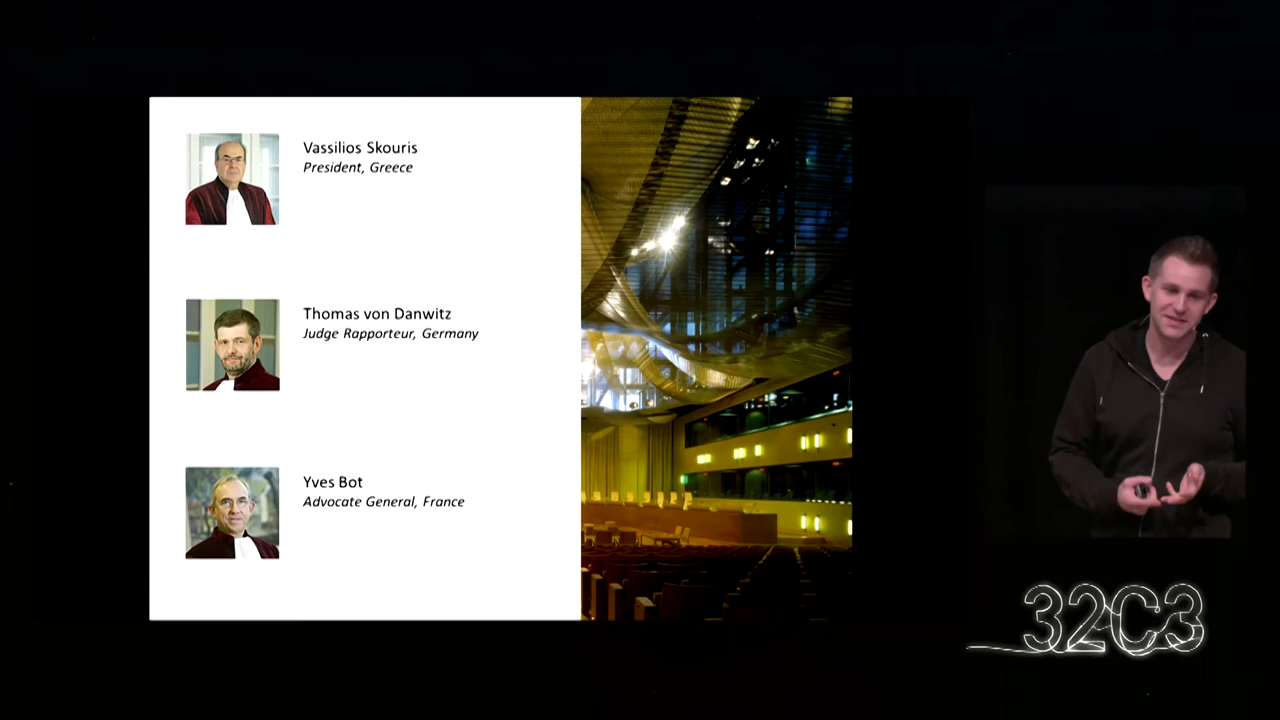 Vassilios Skouris
President, Greece
Thomas von Danwitz
Judge Rapporteur, Germany
Yves Bot
Advocate General, France
32C3